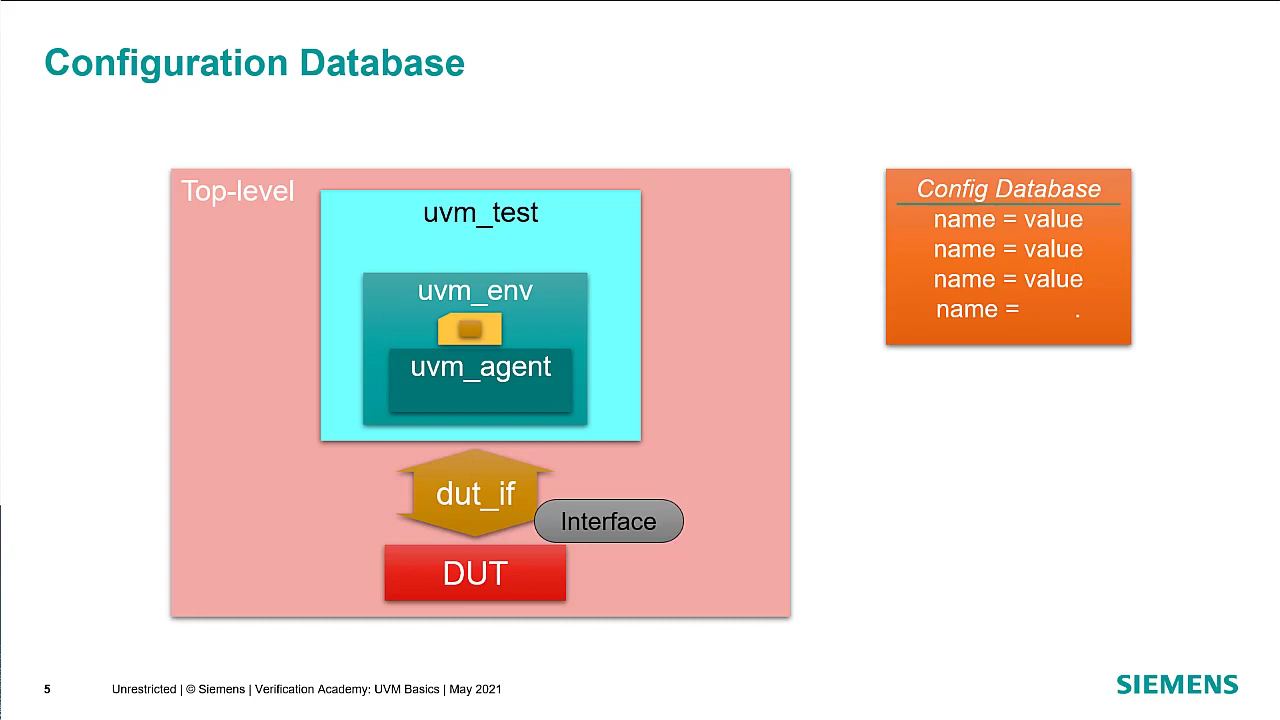 Configuration Database
Top-level
uvm_test
uvm_env
uvm_agent
dut_if
Interface
DUT
Config Database
name = value
name = value
name = value
name = .
5
Unrestricted | © Siemens | Verification Academy: UVM Basics | May 2021
SIEMENS